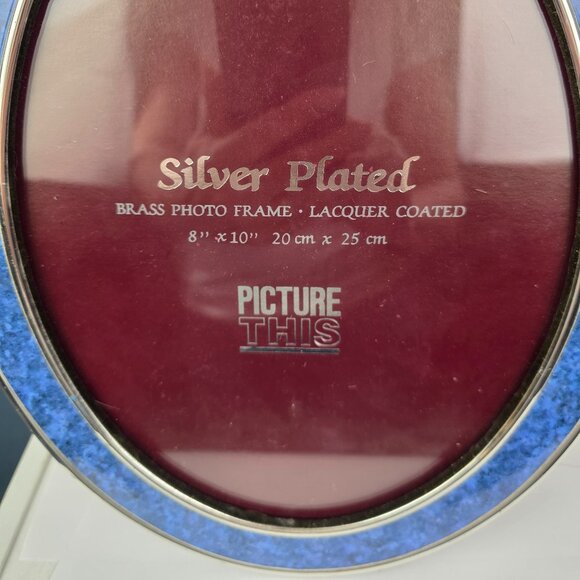 Silver Plated
BRASS PHOTO FRAME · LACQUER COATED
8" x 10" 20 cm x 25 cm
PICTURE
THIS